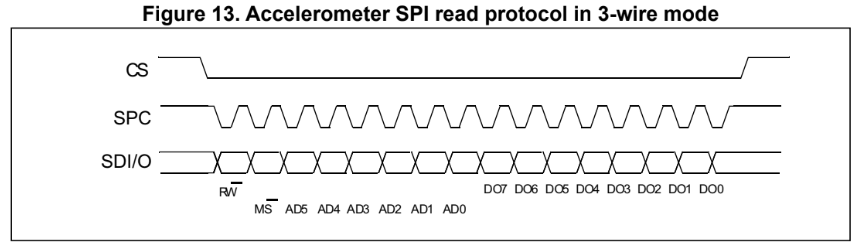 Figure 13. Accelerometer SPI read protocol in 3-wire mode
CS
SPC
SDI/O
RW
DO7 DO6 DO5 DO4 DO3 DO2 DO1 DO0
MS AD5 AD4 AD3 AD2 AD1 AD0